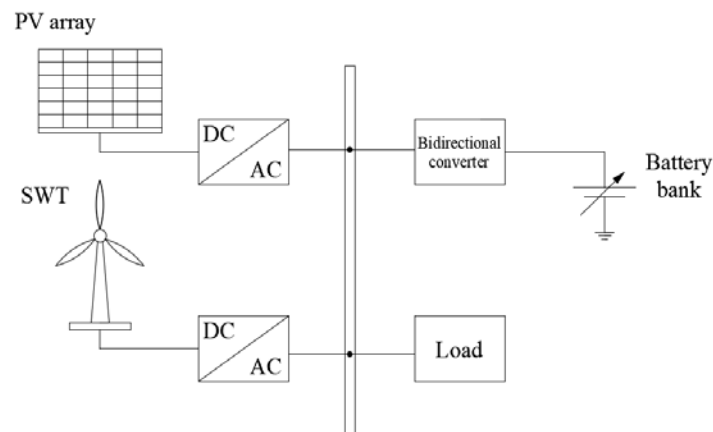 PV array
DC
AC
Bidirectional
converter
Battery
bank
SWT
DC
AC
Load